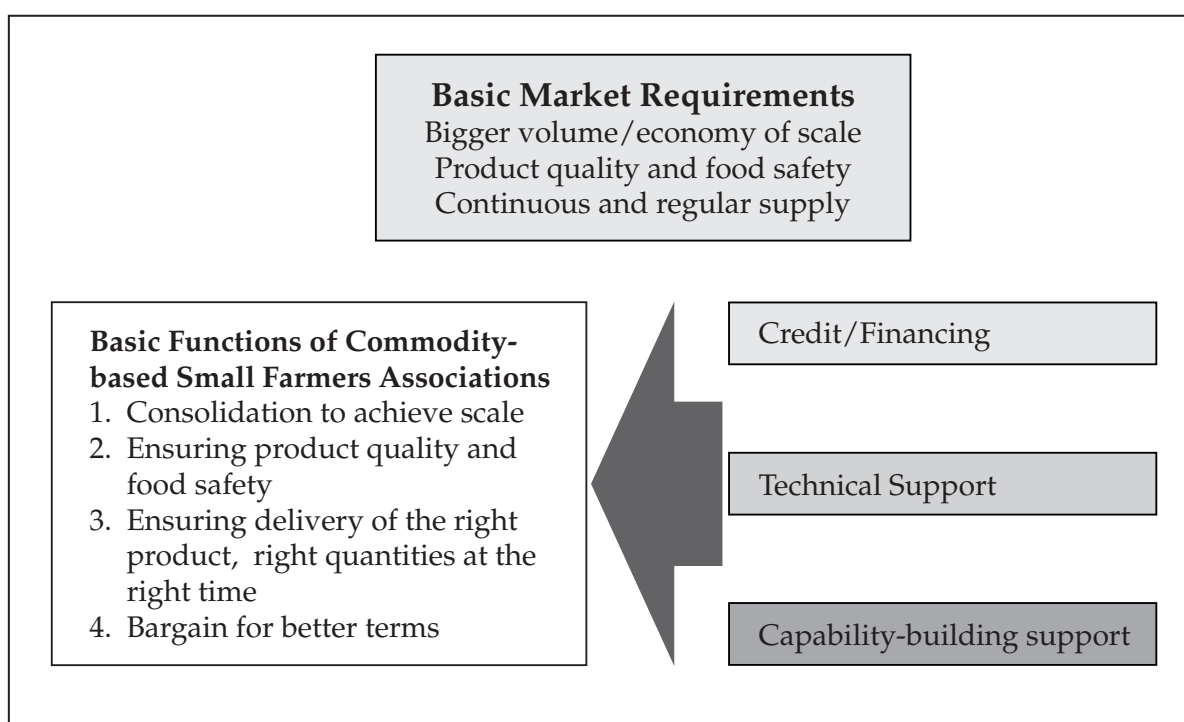 Basic Market Requirements
Bigger volume/economy of scale
Product quality and food safety
Continuous and regular supply
Basic Functions of Commodity-
based Small Farmers Associations
1. Consolidation to achieve scale
2. Ensuring product quality and
food safety
3. Ensuring delivery of the right
product, right quantities at the
right time
4. Bargain for better terms
Credit/Financing
Technical Support
Capability-building support